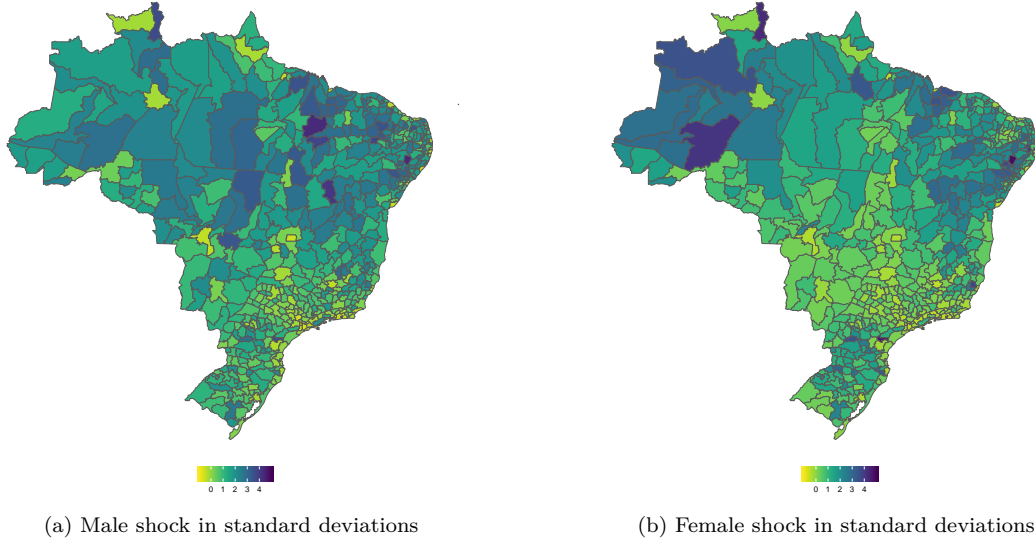 0 1 2 3 4
0 1 2 3 4
(a) Male shock in standard deviations
(b) Female shock in standard deviations